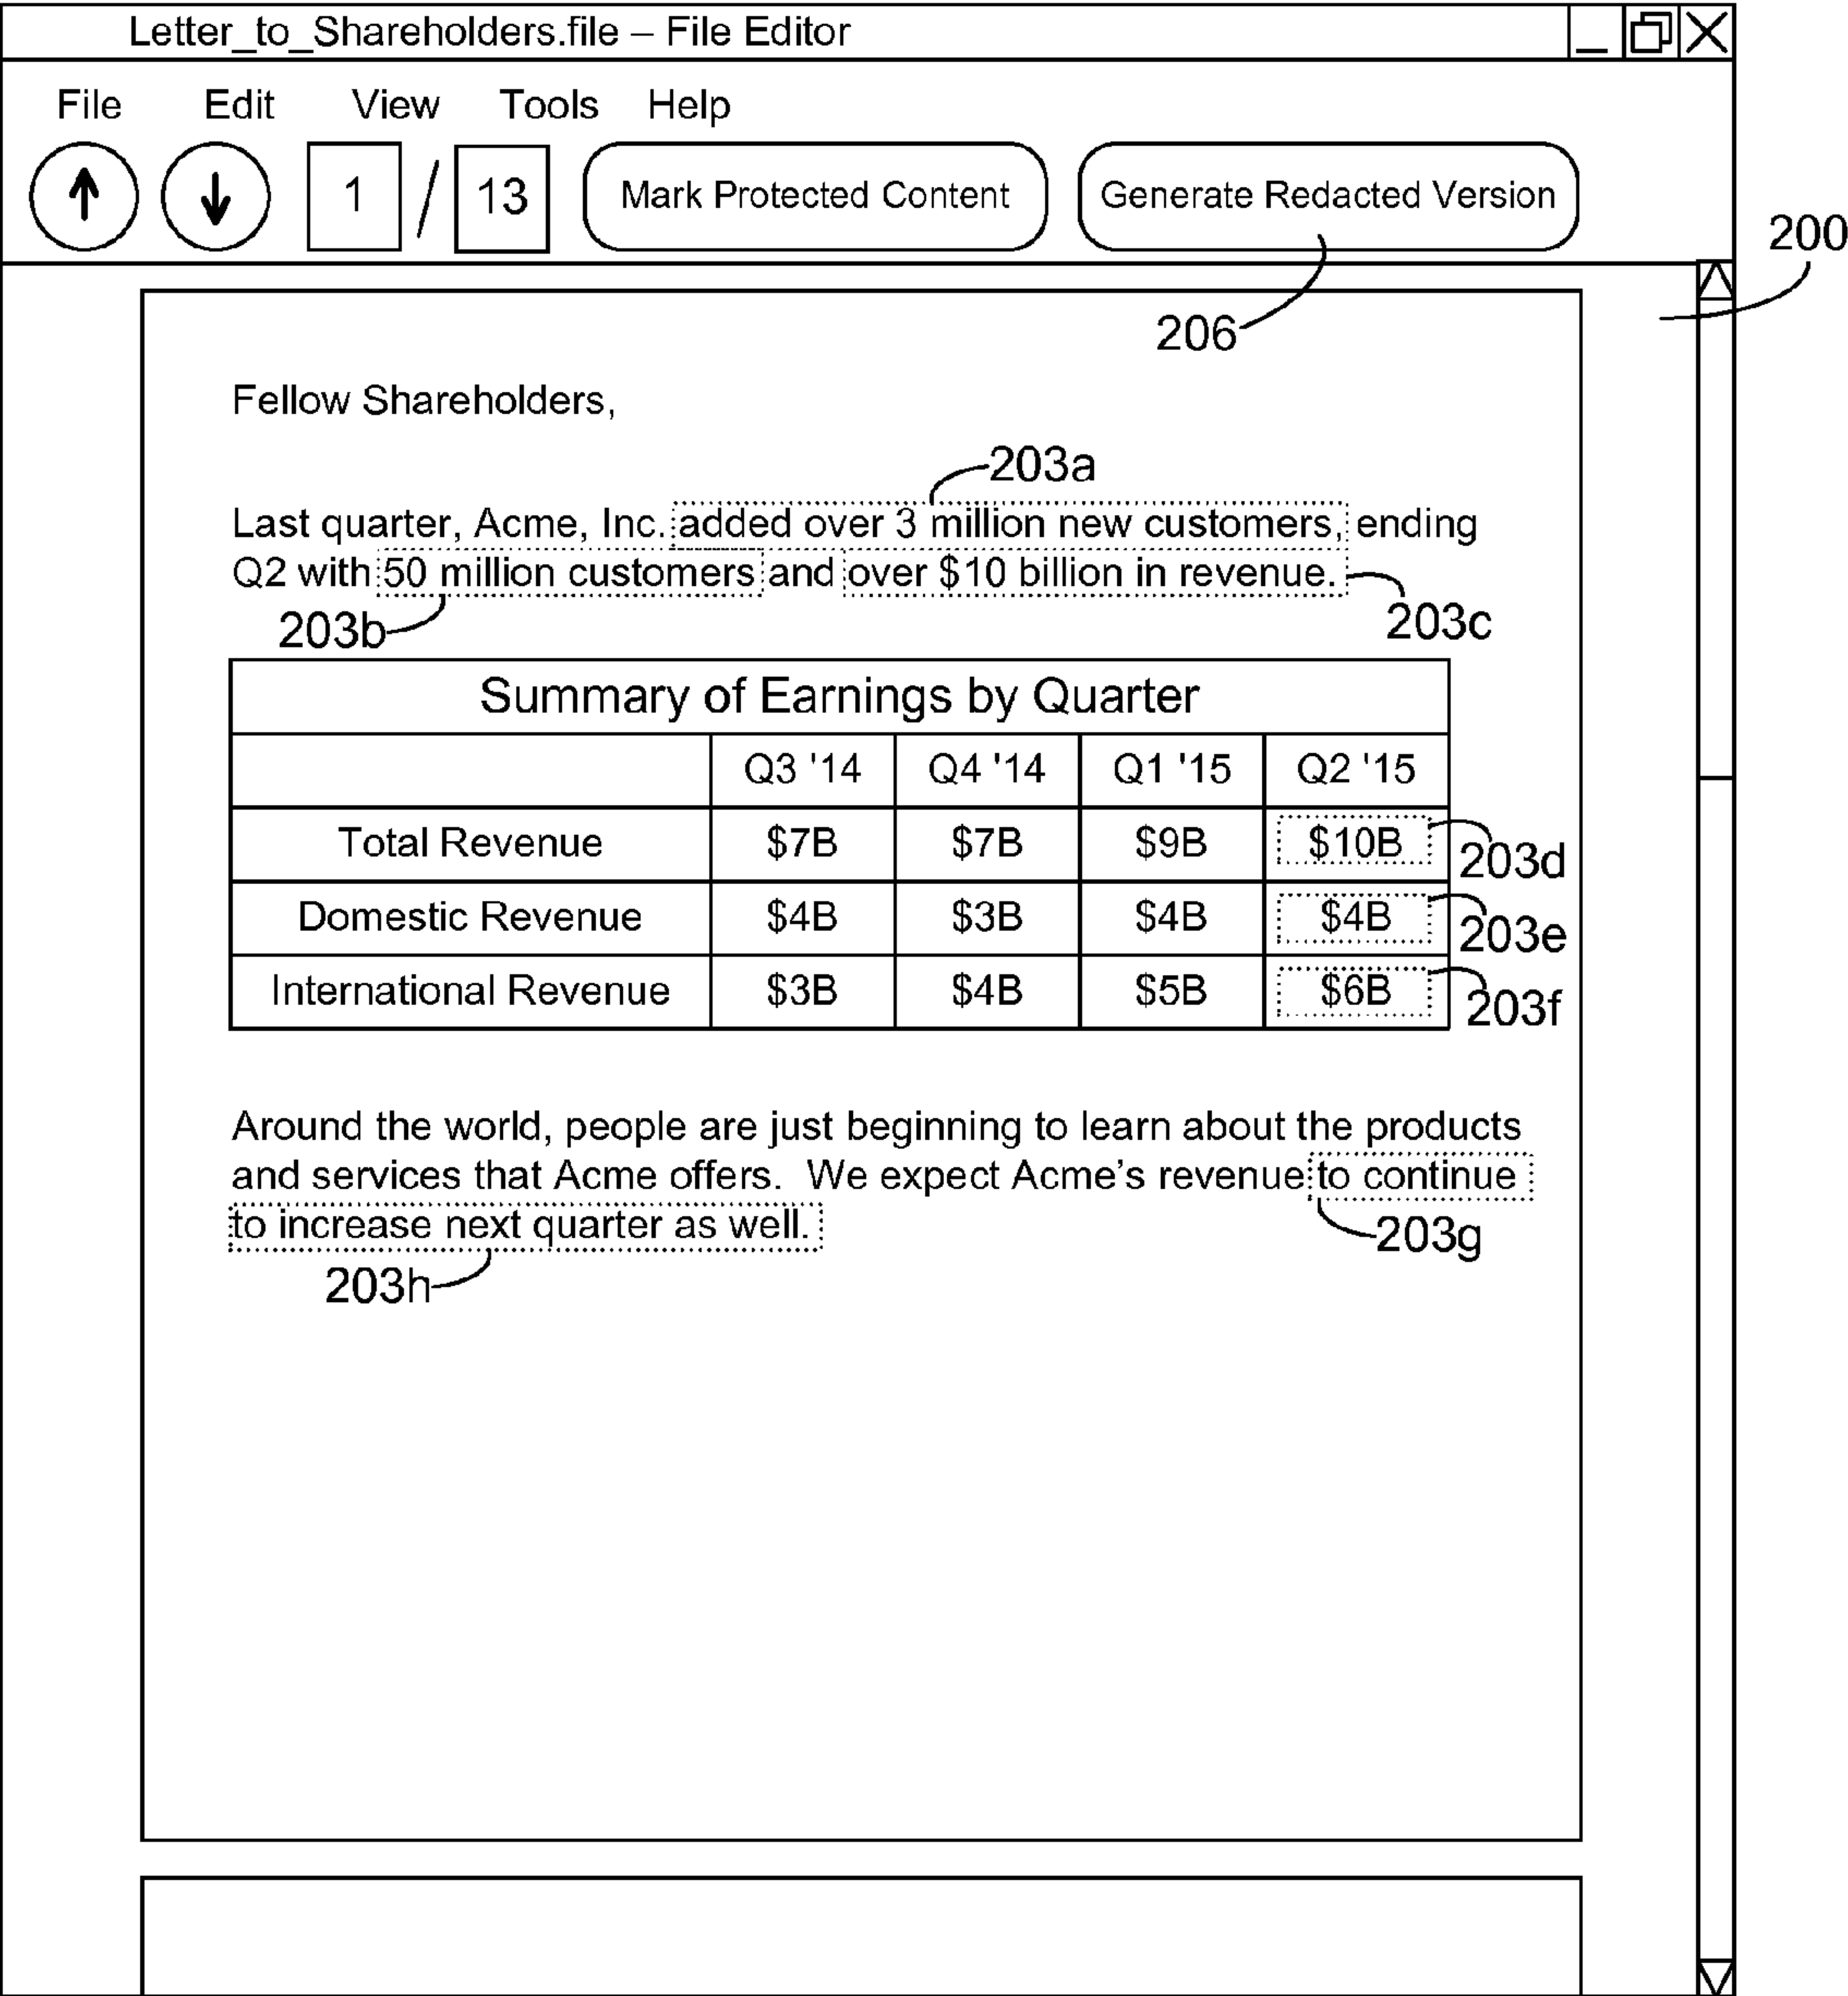 Letter_to_Shareholders.file – File Editor
File Edit View Tools Help
1 / 13 Mark Protected Content Generate Redacted Version
200
206
Fellow Shareholders,
203a
Last quarter, Acme, Inc. added over 3 million new customers, ending
Q2 with 50 million customers and over $10 billion in revenue.
203b 203c
Summary of Earnings by Quarter
Q3 '14 Q4 '14 Q1 '15 Q2 '15
Total Revenue $7B $7B $9B $10B 203d
Domestic Revenue $4B $3B $4B $4B 203e
International Revenue $3B $4B $5B $6B 203f
Around the world, people are just beginning to learn about the products
and services that Acme offers. We expect Acme’s revenue to continue
to increase next quarter as well.
203g
203h